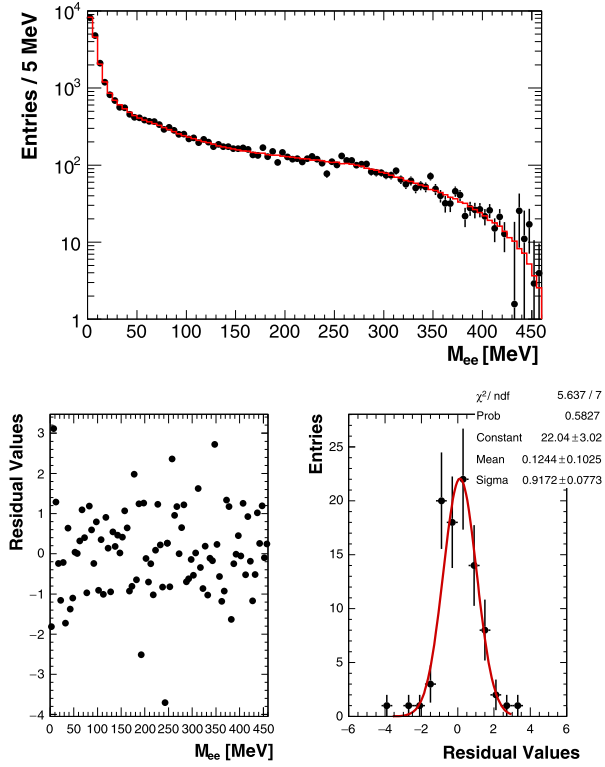 Entries / 5 MeV
10^4
10^3
10^2
10
1
0 50 100 150 200 250 300 350 400 450
M_ee [MeV]
Residual Values
3
2
1
0
−1
−2
−3
−4
0 50 100 150 200 250 300 350 400 450
M_ee [MeV]
χ²/ ndf 5.637 / 7
Prob 0.5827
Constant 22.04 ± 3.02
Mean 0.1244 ± 0.1025
Sigma 0.9172 ± 0.0773
Entries
25
20
15
10
5
0
−6 −4 −2 0 2 4 6
Residual Values